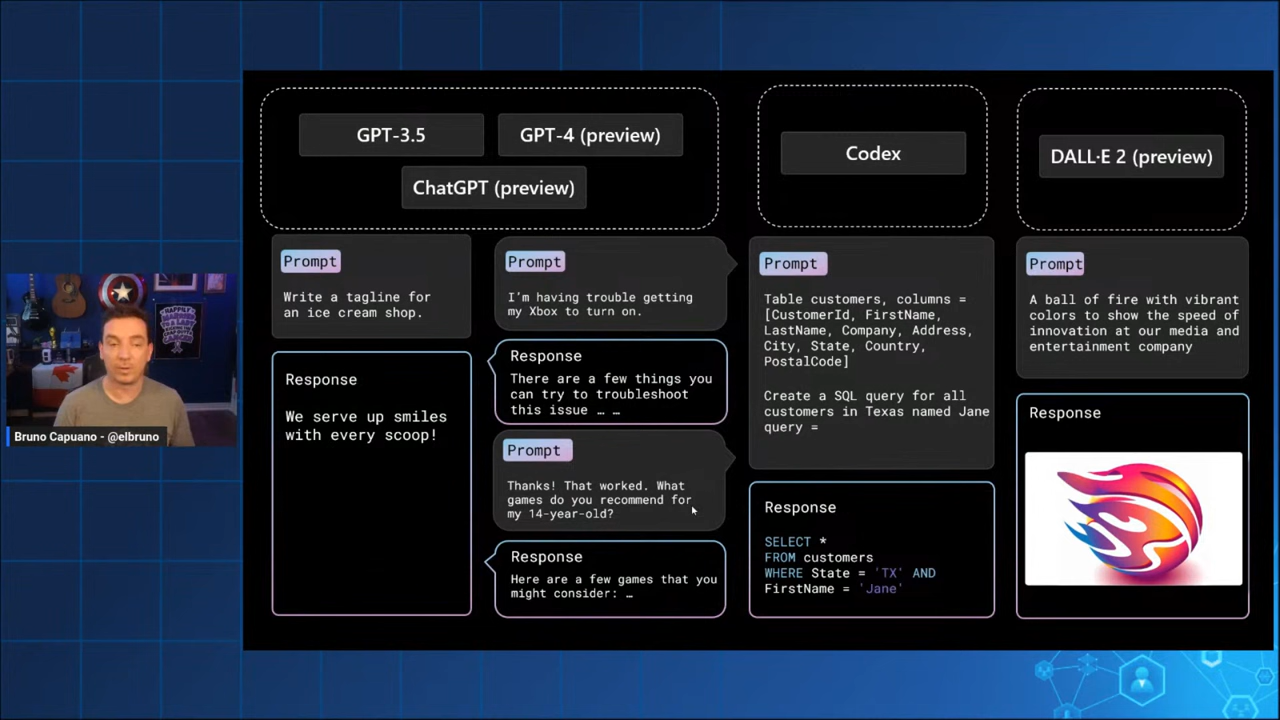 GPT-3.5
GPT-4 (preview)
ChatGPT (preview)
Codex
DALL·E 2 (preview)
Prompt
Write a tagline for
an ice cream shop.
Response
We serve up smiles
with every scoop!
Prompt
I'm having trouble getting
my Xbox to turn on.
Response
There are a few things you
can try to troubleshoot
this issue … …
Prompt
Thanks! That worked. What
games do you recommend for
my 14-year-old?
Response
Here are a few games that you
might consider: …
Prompt
Table customers, columns =
[CustomerId, FirstName,
LastName, Company, Address,
City, State, Country,
PostalCode]
Create a SQL query for all
customers in Texas named Jane
query =
Response
SELECT *
FROM customers
WHERE State = 'TX' AND
FirstName = 'Jane'
Prompt
A ball of fire with vibrant
colors to show the speed of
innovation at our media and
entertainment company
Response
Bruno Capuano - @elbruno